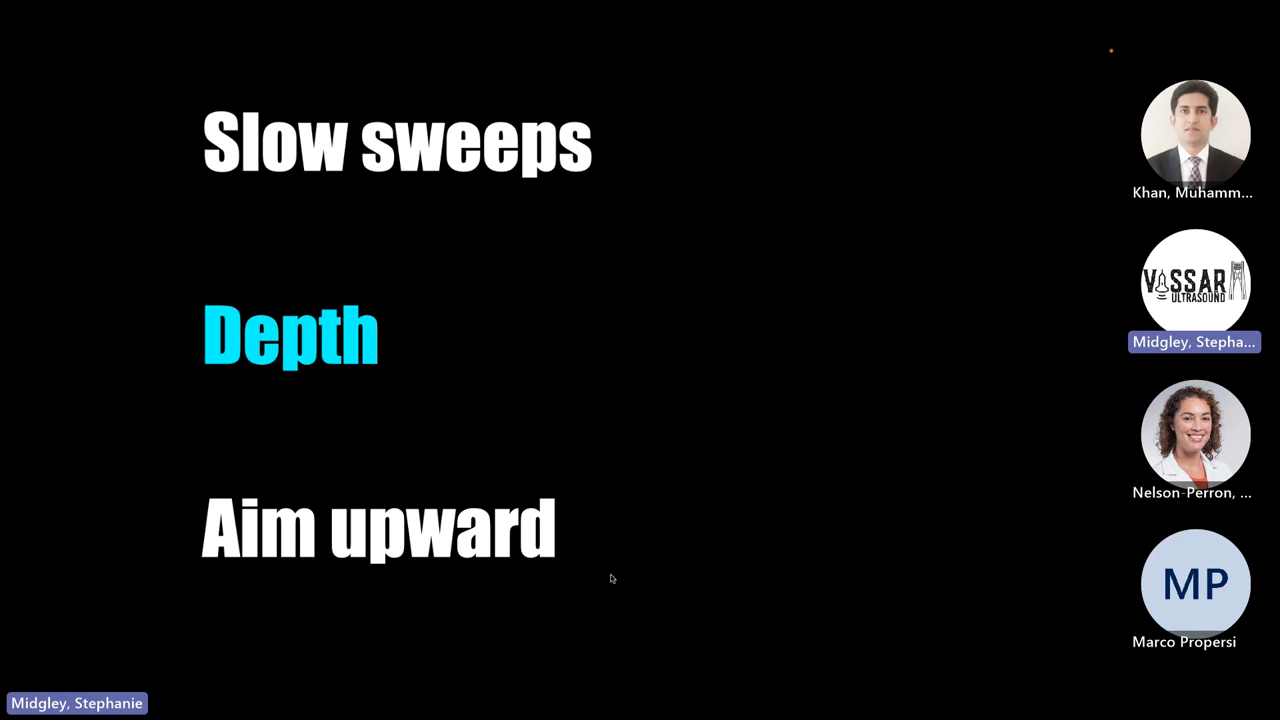 Slow sweeps
Depth
Aim upward
Khan, Muhamm...
VASSAR
ULTRASOUND
Midgley, Stepha...
Nelson-Perron, ...
MP
Marco Propersi
Midgley, Stephanie